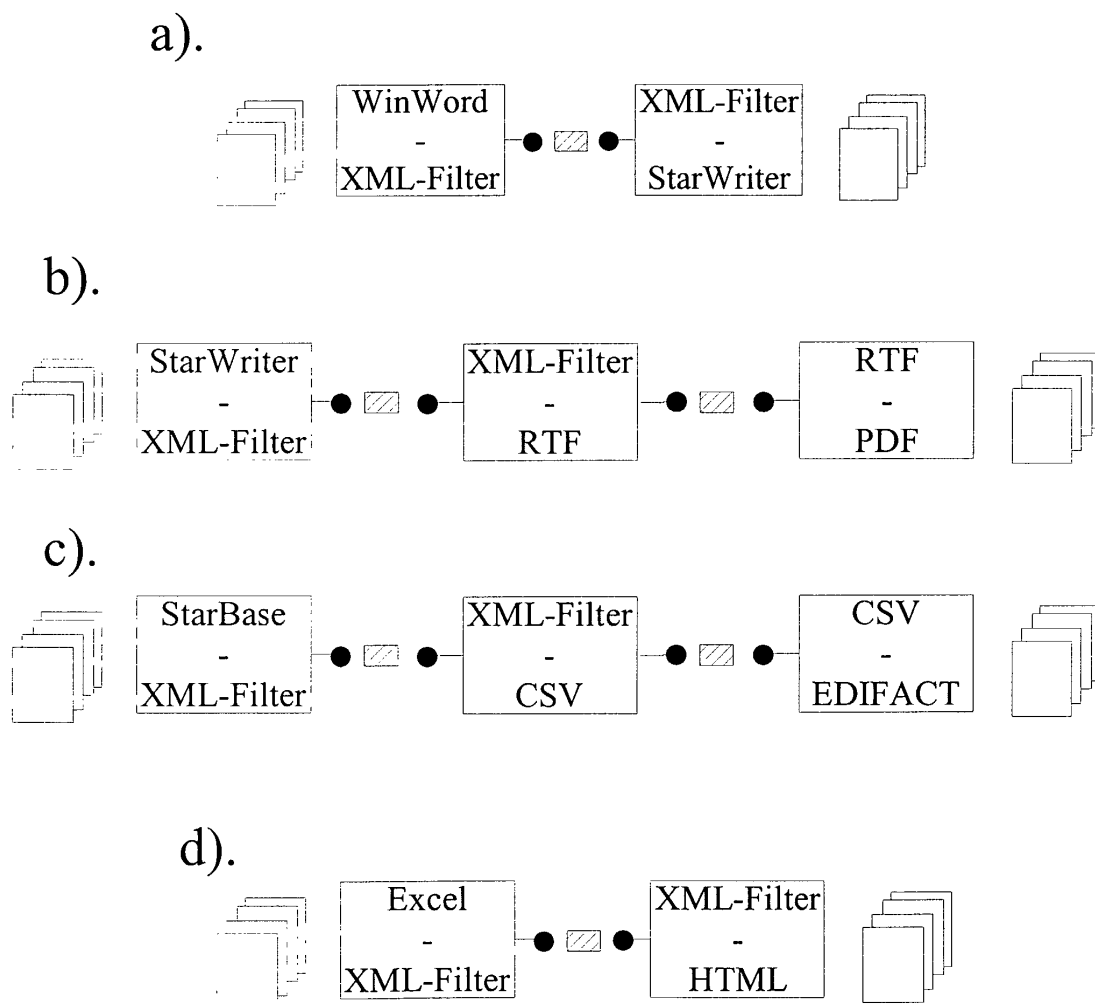 a).
WinWord
-
XML-Filter
XML-Filter
-
StarWriter
b).
StarWriter
-
XML-Filter
XML-Filter
-
RTF
RTF
-
PDF
c).
StarBase
-
XML-Filter
XML-Filter
-
CSV
CSV
-
EDIFACT
d).
Excel
-
XML-Filter
XML-Filter
-
HTML